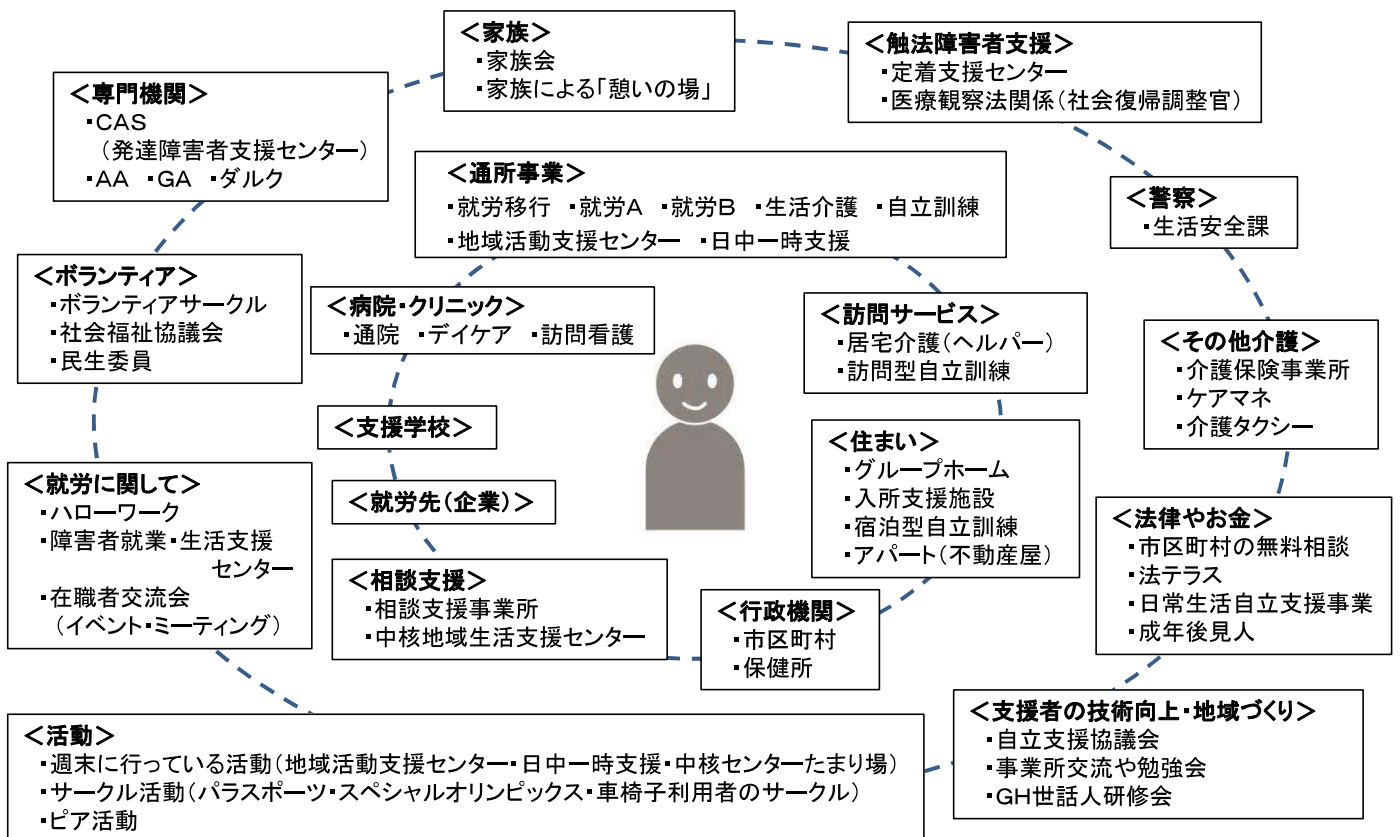 ＜家族＞
・家族会
・家族による「憩いの場」
＜触法障害者支援＞
・定着支援センター
・医療観察法関係（社会復帰調整官）
＜専門機関＞
・CAS
（発達障害者支援センター）
・AA ・GA ・ダルク
＜通所事業＞
・就労移行 ・就労A ・就労B ・生活介護 ・自立訓練
・地域活動支援センター ・日中一時支援
＜警察＞
・生活安全課
＜ボランティア＞
・ボランティアサークル
・社会福祉協議会
・民生委員
＜病院・クリニック＞
・通院 ・デイケア ・訪問看護
＜訪問サービス＞
・居宅介護（ヘルパー）
・訪問型自立訓練
＜その他介護＞
・介護保険事業所
・ケアマネ
・介護タクシー
＜支援学校＞
＜住まい＞
・グループホーム
・入所支援施設
・宿泊型自立訓練
・アパート（不動産屋）
＜就労に関して＞
・ハローワーク
・障害者就業・生活支援
センター
・在職者交流会
（イベント・ミーティング）
＜就労先（企業）＞
＜法律やお金＞
・市区町村の無料相談
・法テラス
・日常生活自立支援事業
・成年後見人
＜相談支援＞
・相談支援事業所
・中核地域生活支援センター
＜行政機関＞
・市区町村
・保健所
＜支援者の技術向上・地域づくり＞
・自立支援協議会
・事業所交流や勉強会
・GH世話人研修会
＜活動＞
・週末に行っている活動（地域活動支援センター・日中一時支援・中核センターたまり場）
・サークル活動（パラスポーツ・スペシャルオリンピックス・車椅子利用者のサークル）
・ピア活動